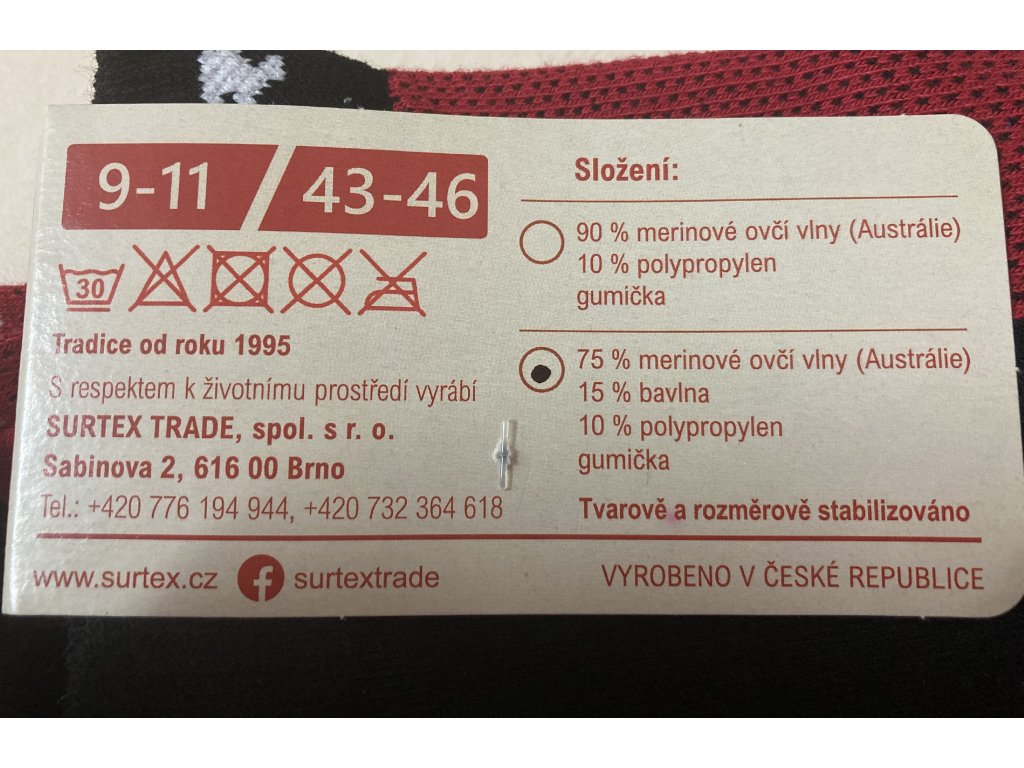 9-11 / 43-46
30
Tradice od roku 1995
S respektem k životnímu prostředí vyrábí
SURTEX TRADE, spol. s r. o.
Sabinova 2, 616 00 Brno
Tel.: +420 776 194 944, +420 732 364 618
Složení:
90 % merinové ovčí vlny (Austrálie)
10 % polypropylen
gumička
75 % merinové ovčí vlny (Austrálie)
15 % bavlna
10 % polypropylen
gumička
Tvarově a rozměrově stabilizováno
www.surtex.cz surtextrade
VYROBENO V ČESKÉ REPUBLICE